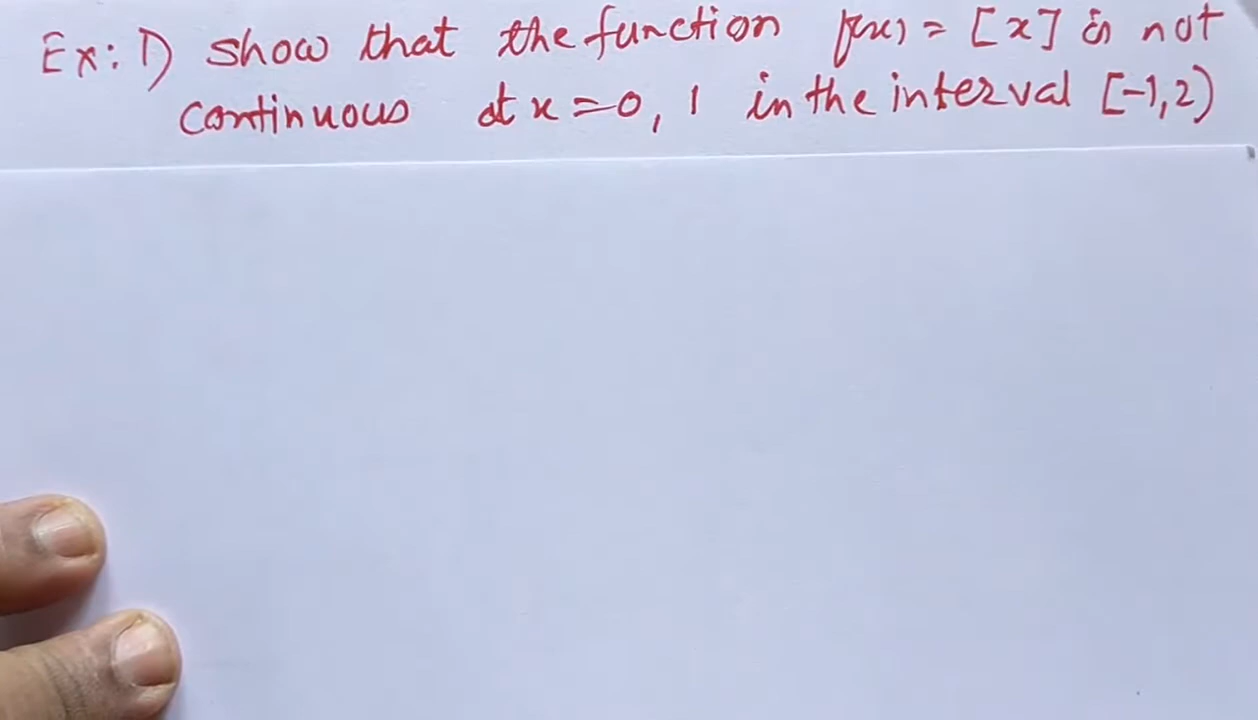 Ex: 1) show that the function f(x) = [x] is not
continuous at x = 0, 1 in the interval [-1,2)